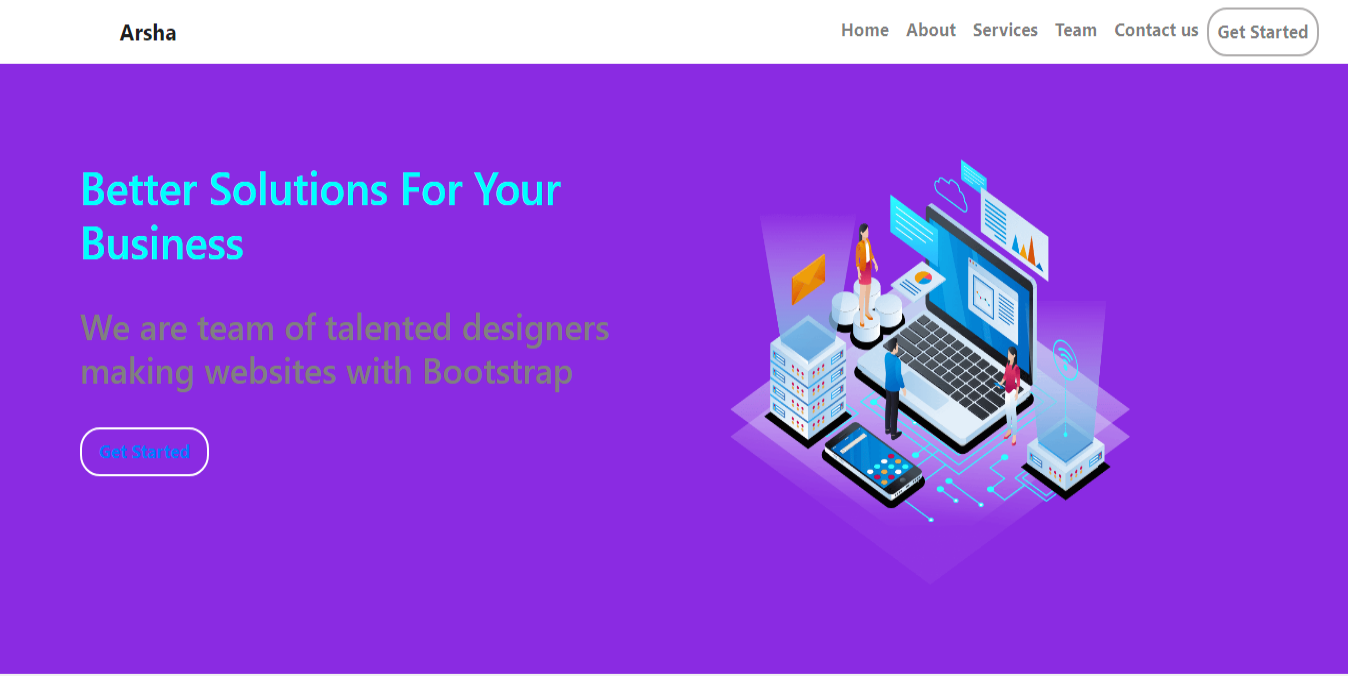 Arsha
Home About Services Team Contact us Get Started
Better Solutions For Your
Business
We are team of talented designers
making websites with Bootstrap
Get Started